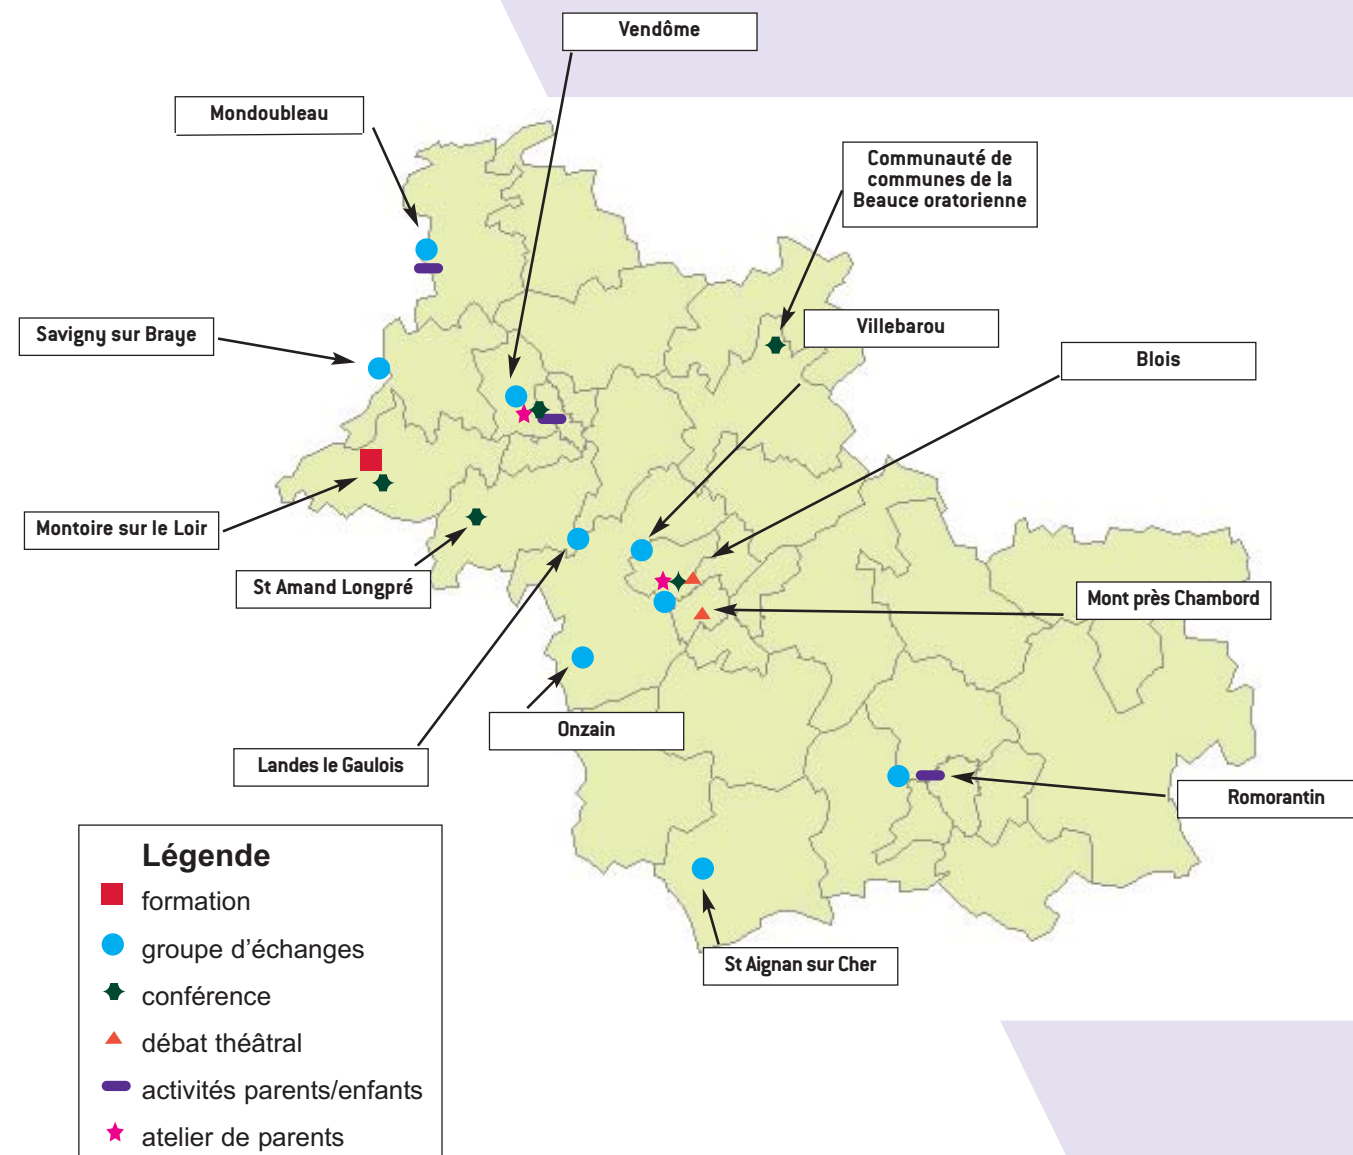 Vendôme
Mondoubleau
Communauté de
communes de la
Beauce oratorienne
Villebarou
Savigny sur Braye
Blois
Montoire sur le Loir
St Amand Longpré
Mont près Chambord
Onzain
Landes le Gaulois
Romorantin
St Aignan sur Cher
Légende
formation
groupe d'échanges
conférence
débat théâtral
activités parents/enfants
atelier de parents